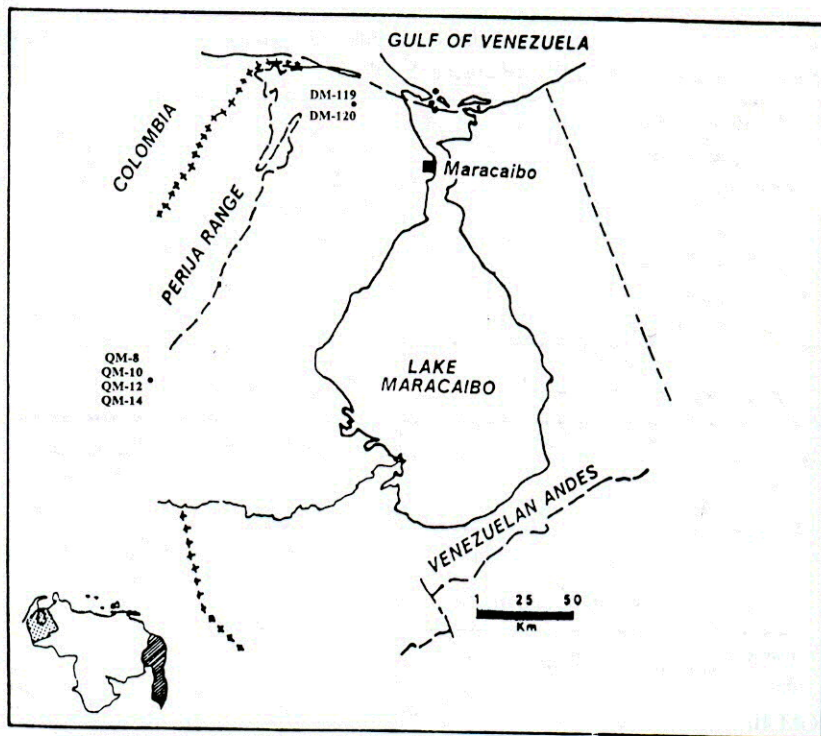 GULF OF VENEZUELA
DM-119
DM-120
COLOMBIA
Maracaibo
PERIJA RANGE
QM-8
QM-10
QM-12
QM-14
LAKE
MARACAIBO
VENEZUELAN ANDES
1 25 50
Km